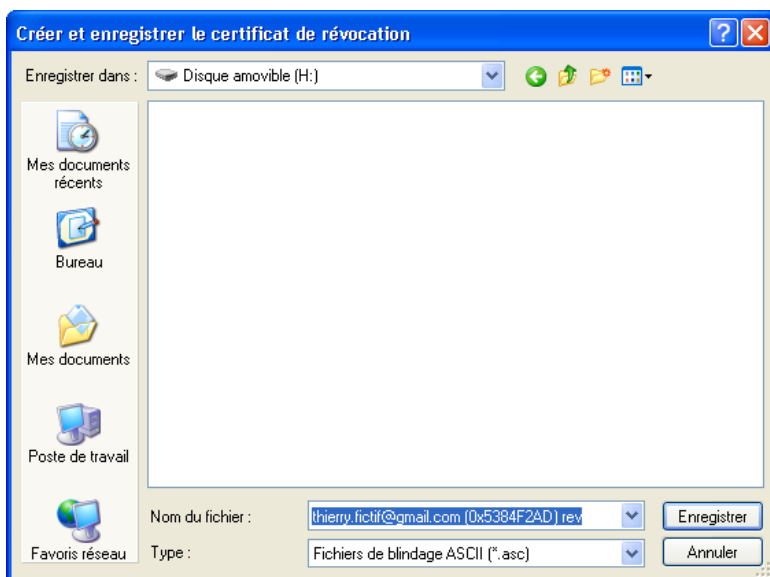 Créer et enregistrer le certificat de révocation
Enregistrer dans :
Disque amovible (H:)
Mes documents
récents
Bureau
Mes documents
Poste de travail
Favoris réseau
Nom du fichier :
thierry.fictif@gmail.com (0x5384F2AD) rev
Enregistrer
Type :
Fichiers de blindage ASCII (*.asc)
Annuler